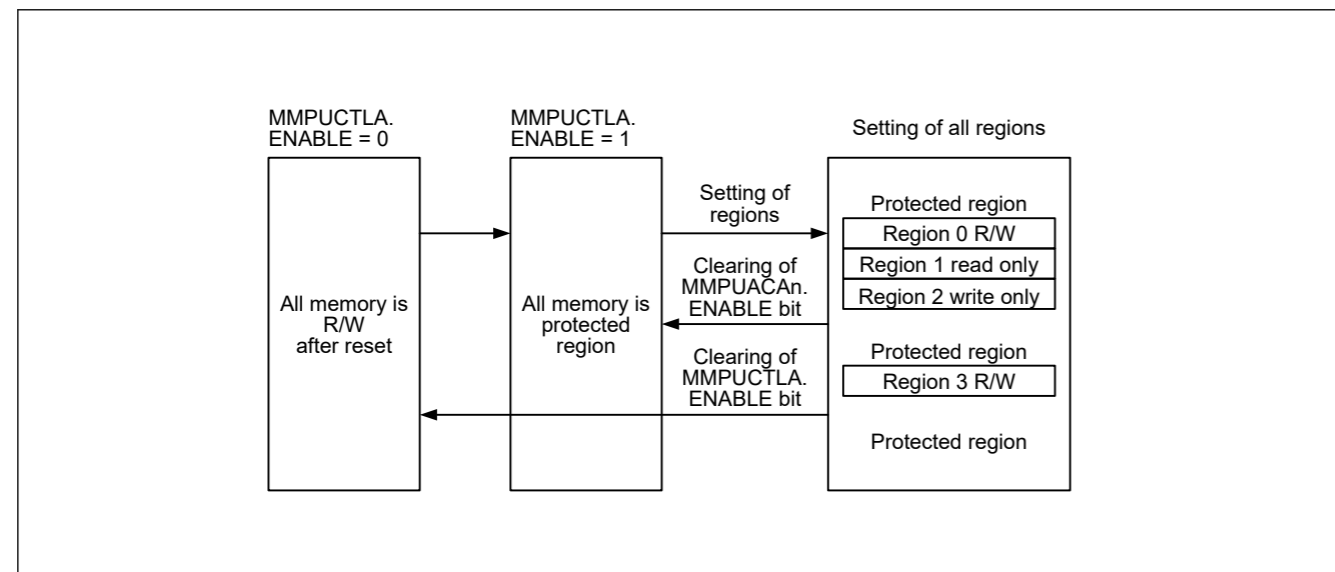 MMPUCTLA.
ENABLE = 0
MMPUCTLA.
ENABLE = 1
Setting of all regions
All memory is
R/W
after reset
All memory is
protected
region
Setting of
regions
Clearing of
MMPUACAn.
ENABLE bit
Clearing of
MMPUCTLA.
ENABLE bit
Protected region
Region 0 R/W
Region 1 read only
Region 2 write only
Protected region
Region 3 R/W
Protected region